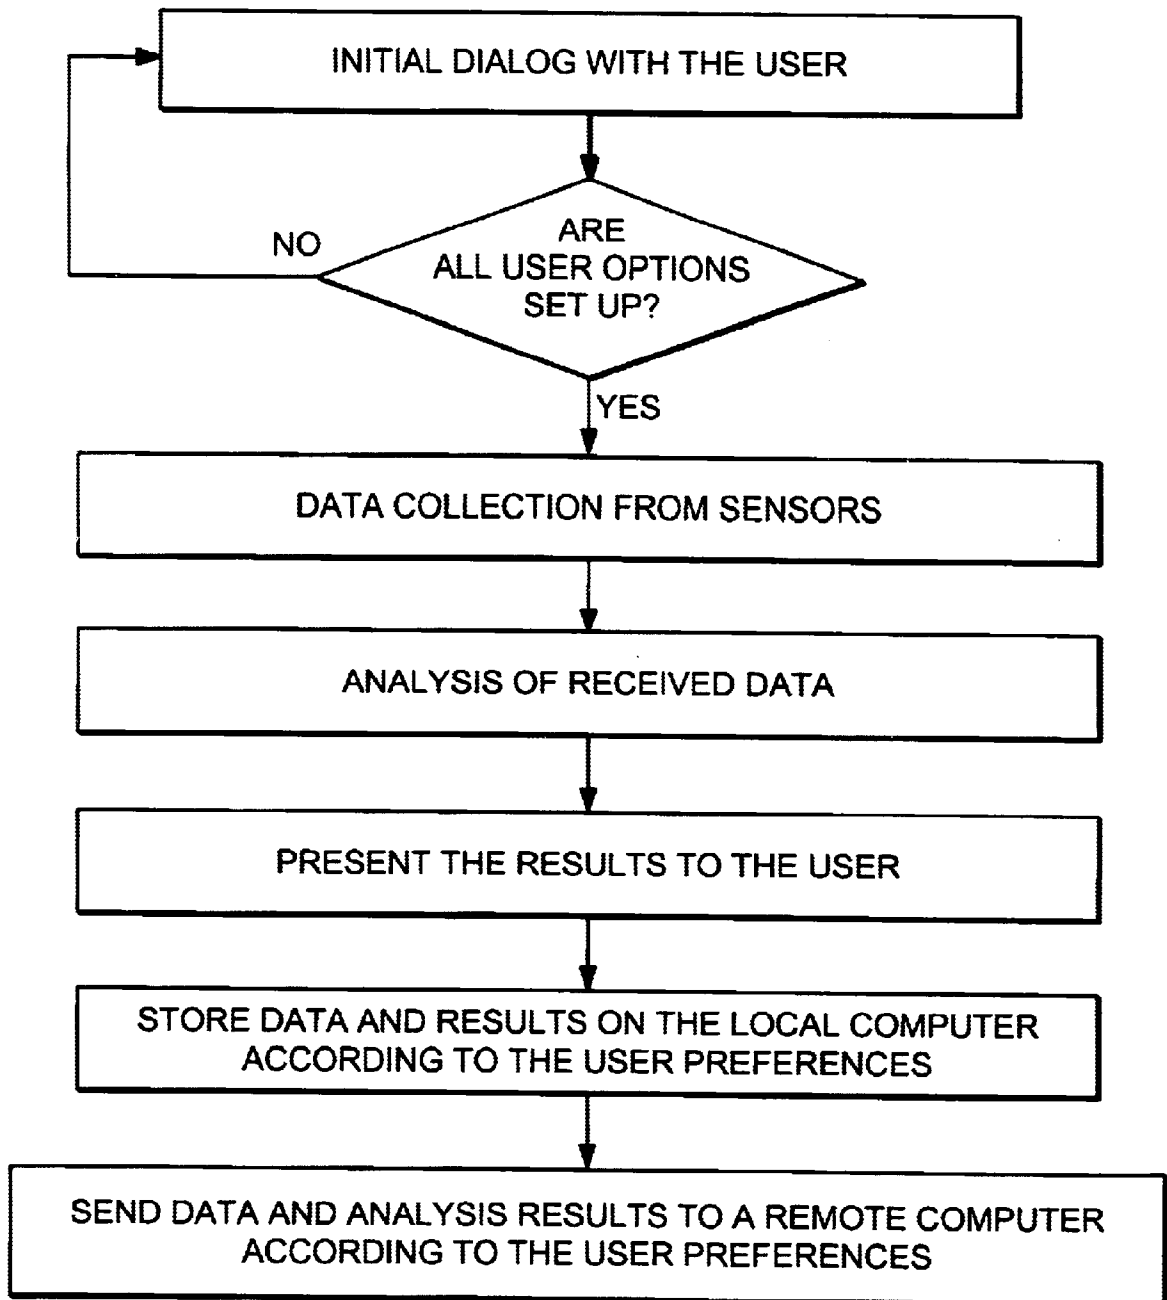 INITIAL DIALOG WITH THE USER
ARE
ALL USER OPTIONS
SET UP?
NO
YES
DATA COLLECTION FROM SENSORS
ANALYSIS OF RECEIVED DATA
PRESENT THE RESULTS TO THE USER
STORE DATA AND RESULTS ON THE LOCAL COMPUTER
ACCORDING TO THE USER PREFERENCES
SEND DATA AND ANALYSIS RESULTS TO A REMOTE COMPUTER
ACCORDING TO THE USER PREFERENCES